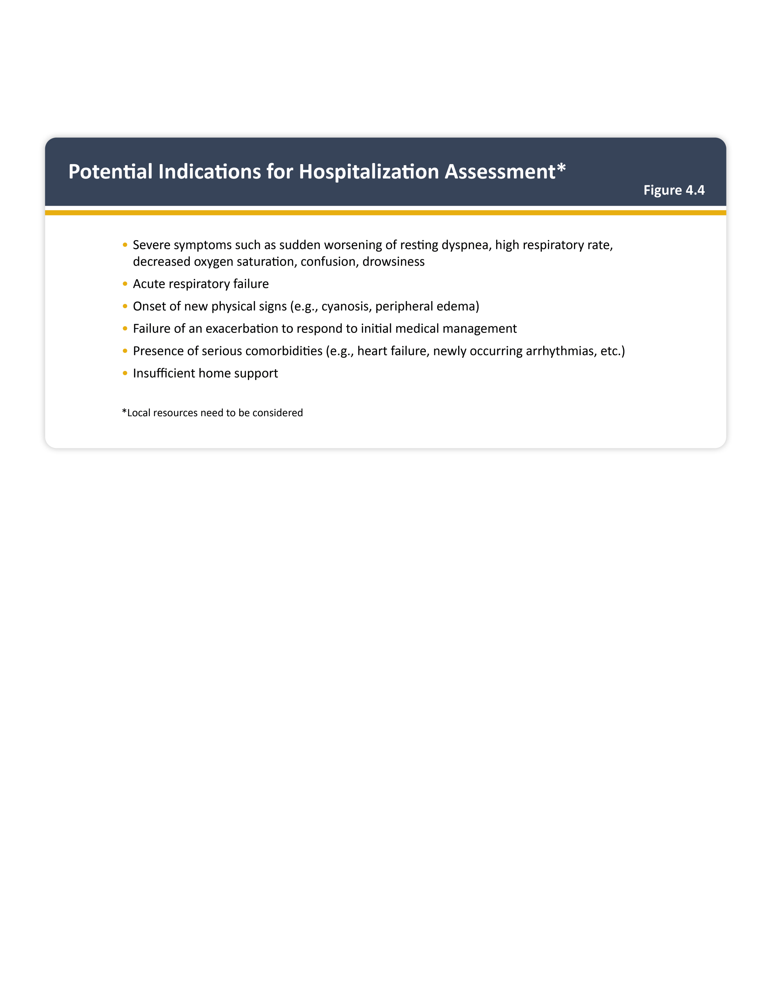 Potential Indications for Hospitalization Assessment*
Figure 4.4
• Severe symptoms such as sudden worsening of resting dyspnea, high respiratory rate,
decreased oxygen saturation, confusion, drowsiness
• Acute respiratory failure
• Onset of new physical signs (e.g., cyanosis, peripheral edema)
• Failure of an exacerbation to respond to initial medical management
• Presence of serious comorbidities (e.g., heart failure, newly occurring arrhythmias, etc.)
• Insufficient home support
*Local resources need to be considered